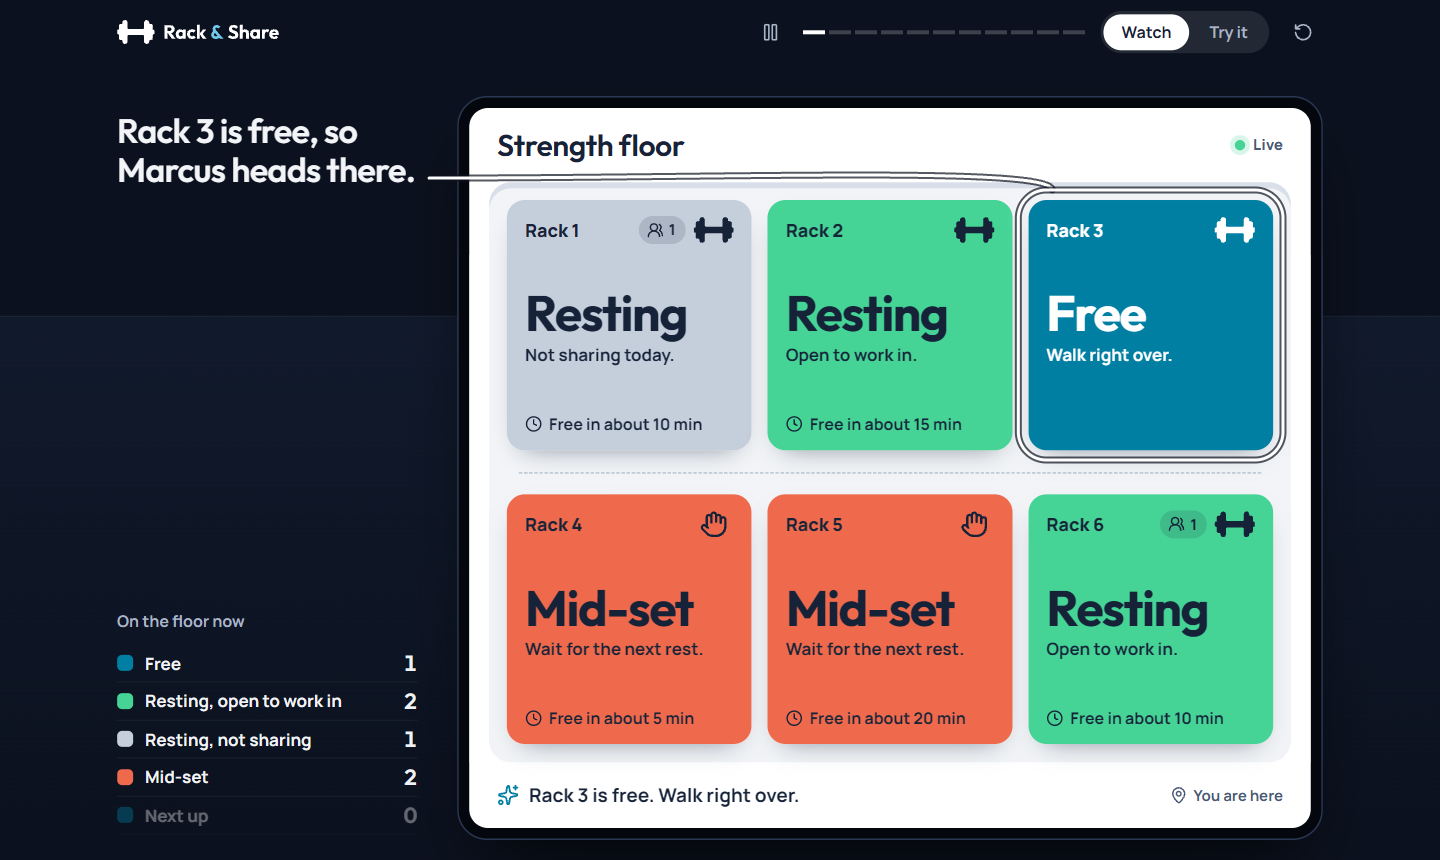 Rack & Share
Watch
Try it
Rack 3 is free, so
Marcus heads there.
Strength floor
Live
Rack 1
1
Resting
Not sharing today.
Free in about 10 min
Rack 2
Resting
Open to work in.
Free in about 15 min
Rack 3
Free
Walk right over.
Rack 4
Mid-set
Wait for the next rest.
Free in about 5 min
Rack 5
Mid-set
Wait for the next rest.
Free in about 20 min
Rack 6
1
Resting
Open to work in.
Free in about 10 min
On the floor now
Free 1
Resting, open to work in 2
Resting, not sharing 1
Mid-set 2
Next up 0
Rack 3 is free. Walk right over.
You are here